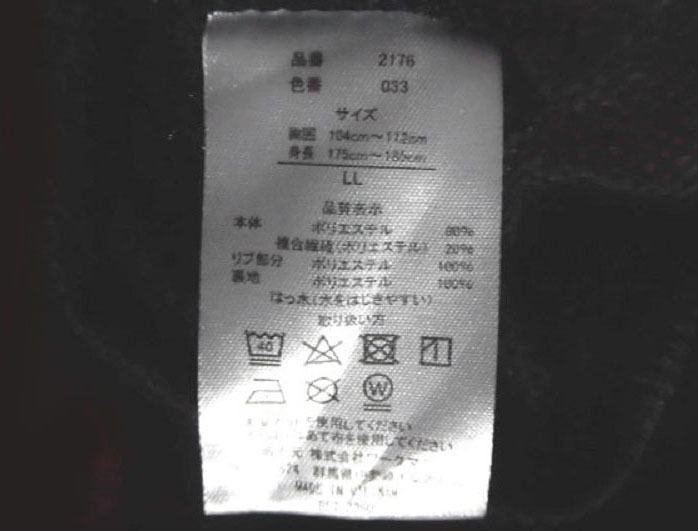 品番 2176
色番 033
サイズ
胸囲 104cm～112cm
身長 175cm～185cm
LL
品質表示
本体 ポリエステル 80%
複合繊維(ポリエステル) 20%
リブ部分 ポリエステル 100%
裏地 ポリエステル 100%
はっ水(水をはじきやすい)
取り扱い方
40
W
を使用してください
あて布を使用してください
株式会社ワークマ
群馬県
MADE IN